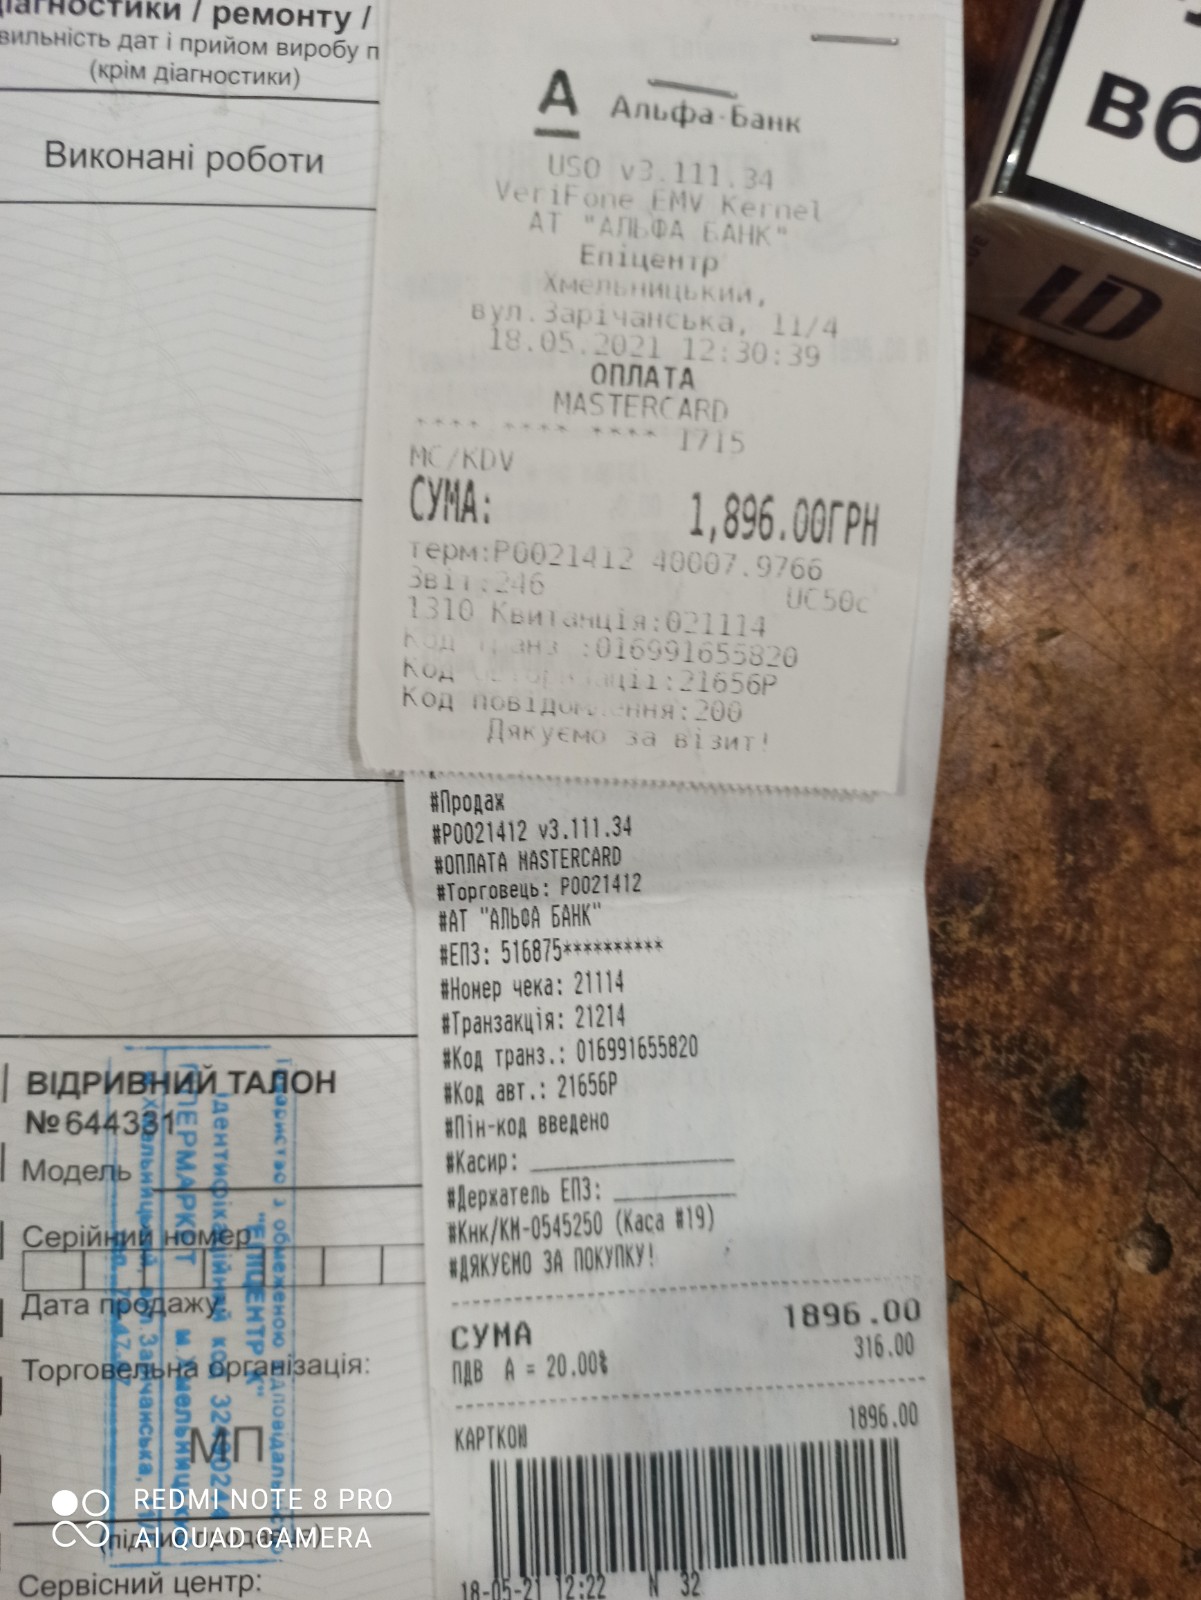 діагностики / ремонту /
вильність дат і прийом виробу п
(крім діагностики)
Виконані роботи
ВІДРИВНИЙ ТАЛОН
№644331
Модель
Серійний номер
Дата продажу
Торговельна організація:
МП
Сервісний центр:
А Альфа-Банк
USO v3.111.34
VeriFone EMV Kernel
АТ "АЛЬФА БАНК"
Епіцентр
Хмельницький,
вул.Зарічанська, 11/4
18.05.2021 12:30:39
ОПЛАТА
MASTERCARD
**** **** **** 1715
MC/KDV
СУМА: 1,896.00ГРН
терм:P0021412 40007.9766
Звіт:246 UC50c
1310 Квитанція:021114
Код транз :016991655820
Код авторизації:21656P
Код повідомлення:200
Дякуємо за візит!
#Продаж
#P0021412 v3.111.34
#ОПЛАТА MASTERCARD
#Торговець: P0021412
#АТ "АЛЬФА БАНК"
#ЕПЗ: 516875**********
#Номер чека: 21114
#Транзакція: 21214
#Код транз.: 016991655820
#Код авт.: 21656P
#Пін-код введено
#Касир:
#Держатель ЕПЗ:
#Кнк/КМ-0545250 (Каса #19)
#ДЯКУЄМО ЗА ПОКУПКУ!
СУМА 1896.00
ПДВ А = 20.00% 316.00
КАРТКОЮ 1896.00
18-05-21 12:22 N 32
вб
LD
"ЕПІЦЕНТР К"
REDMI NOTE 8 PRO
AI QUAD CAMERA